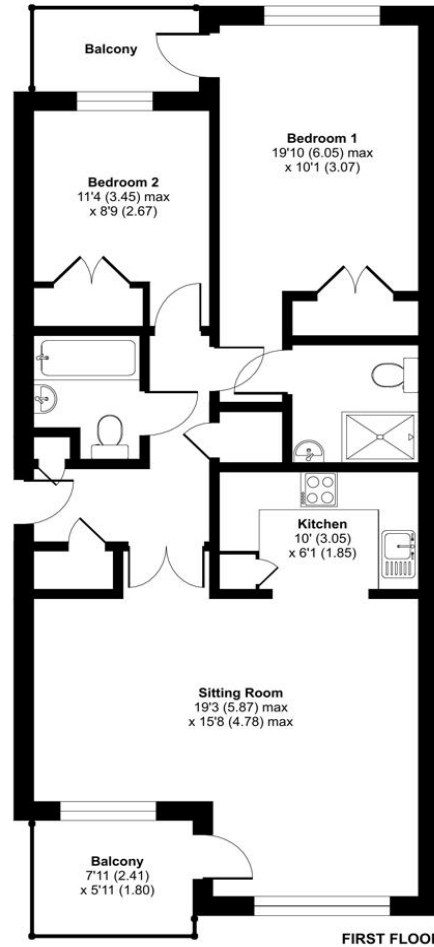 Balcony
Bedroom 1
19'10 (6.05) max
x 10'1 (3.07)
Bedroom 2
11'4 (3.45) max
x 8'9 (2.67)
Kitchen
10' (3.05)
x 6'1 (1.85)
Sitting Room
19'3 (5.87) max
x 15'8 (4.78) max
Balcony
7'11 (2.41)
x 5'11 (1.80)
FIRST FLOO